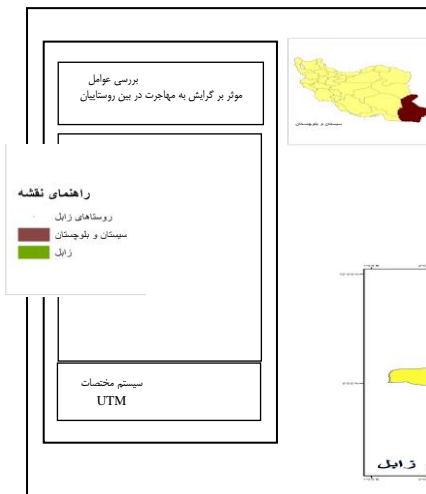 بررسی عوامل
موثر بر گرایش به مهاجرت در بین روستاییان
سیستان و بلوچستان
راهنمای نقشه
روستاهای زابل
سیستان و بلوچستان
زابل
سیستم مختصات
UTM
زابل